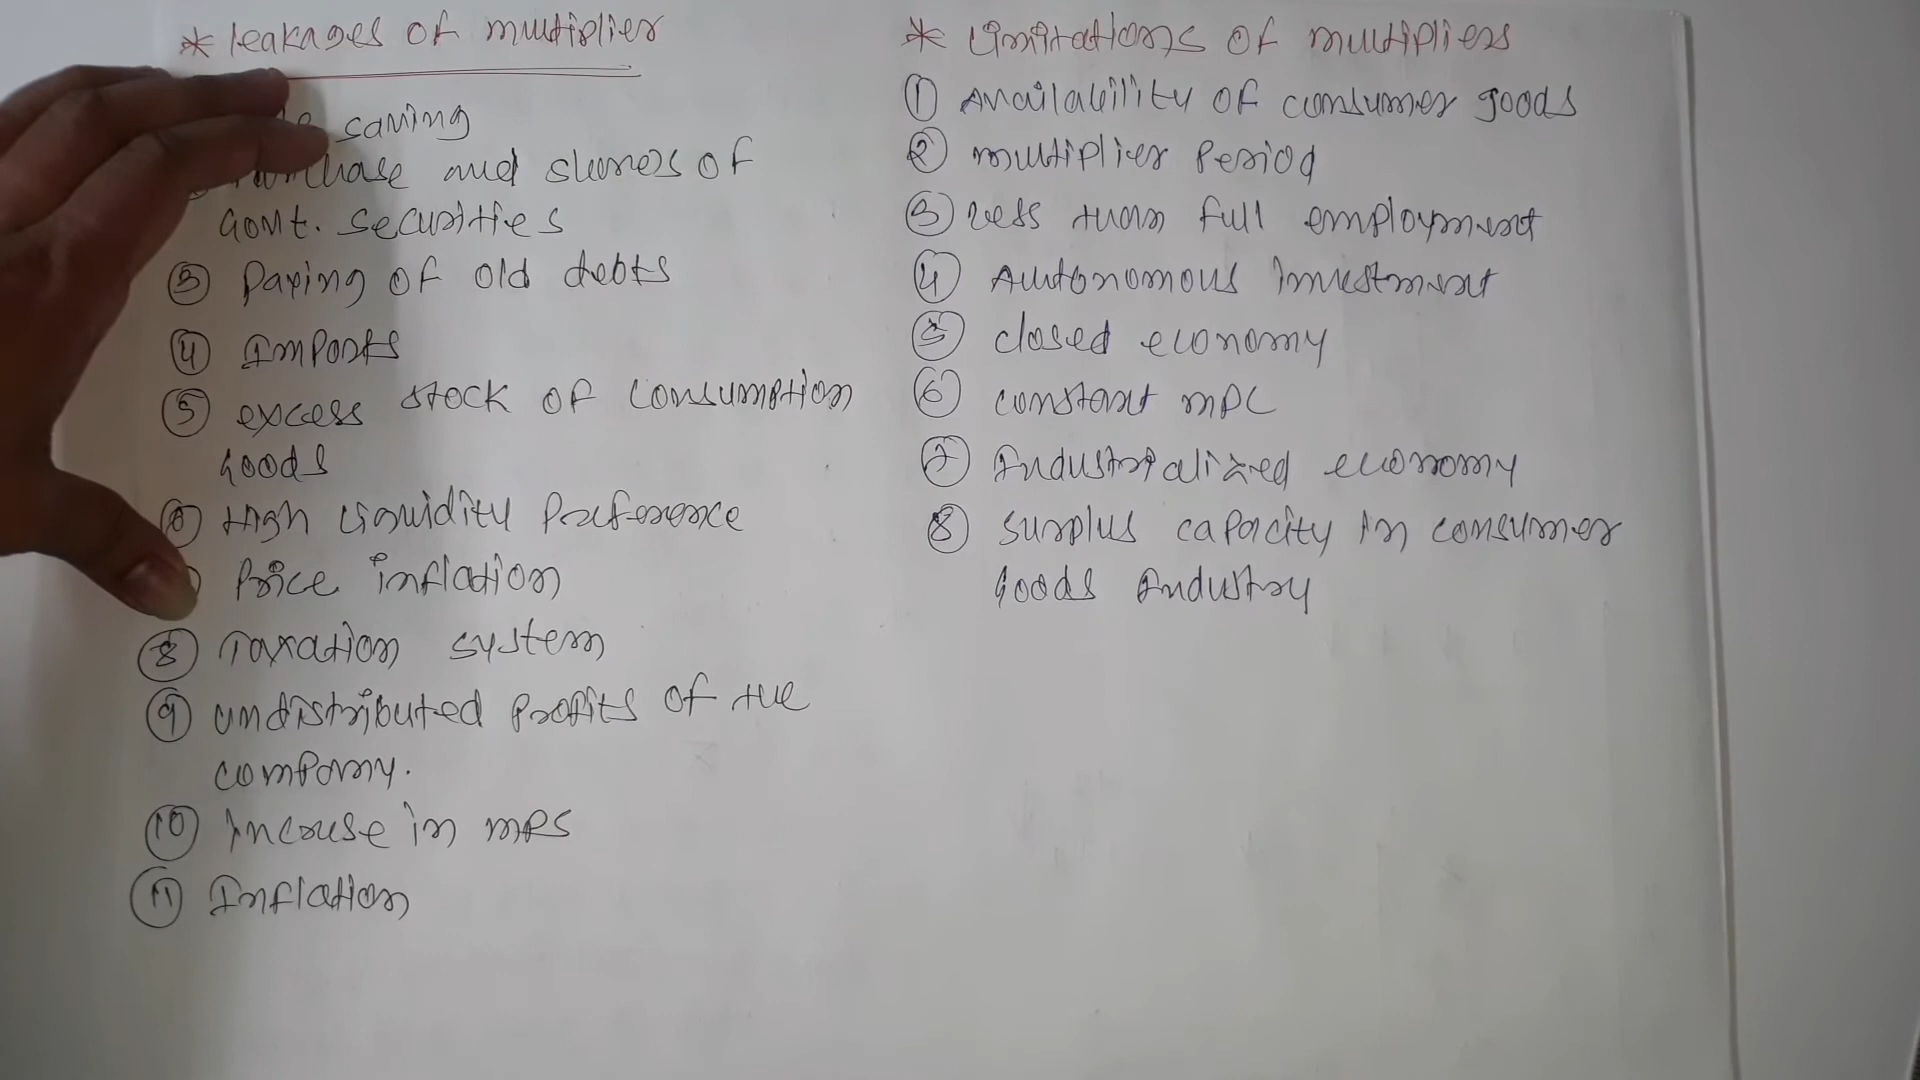 * leakages of multiplier
saving
and shares of
Govt. securities
③ Paying of old debts
④ Imports
⑤ excess stock of consumption
Goods
⑥ High Liquidity Preference
Price inflation
⑧ Taxation system
⑨ undistributed Profits of the
company.
⑩ Increase in MPS
⑪ Inflation
* Limitations of multipliers
① Availability of consumer goods
② multiplier Period
③ Less than full employment
④ Autonomous investment
⑤ closed economy
⑥ constant MPC
⑦ Industrialized economy
⑧ surplus capacity in consumer
Goods Industry